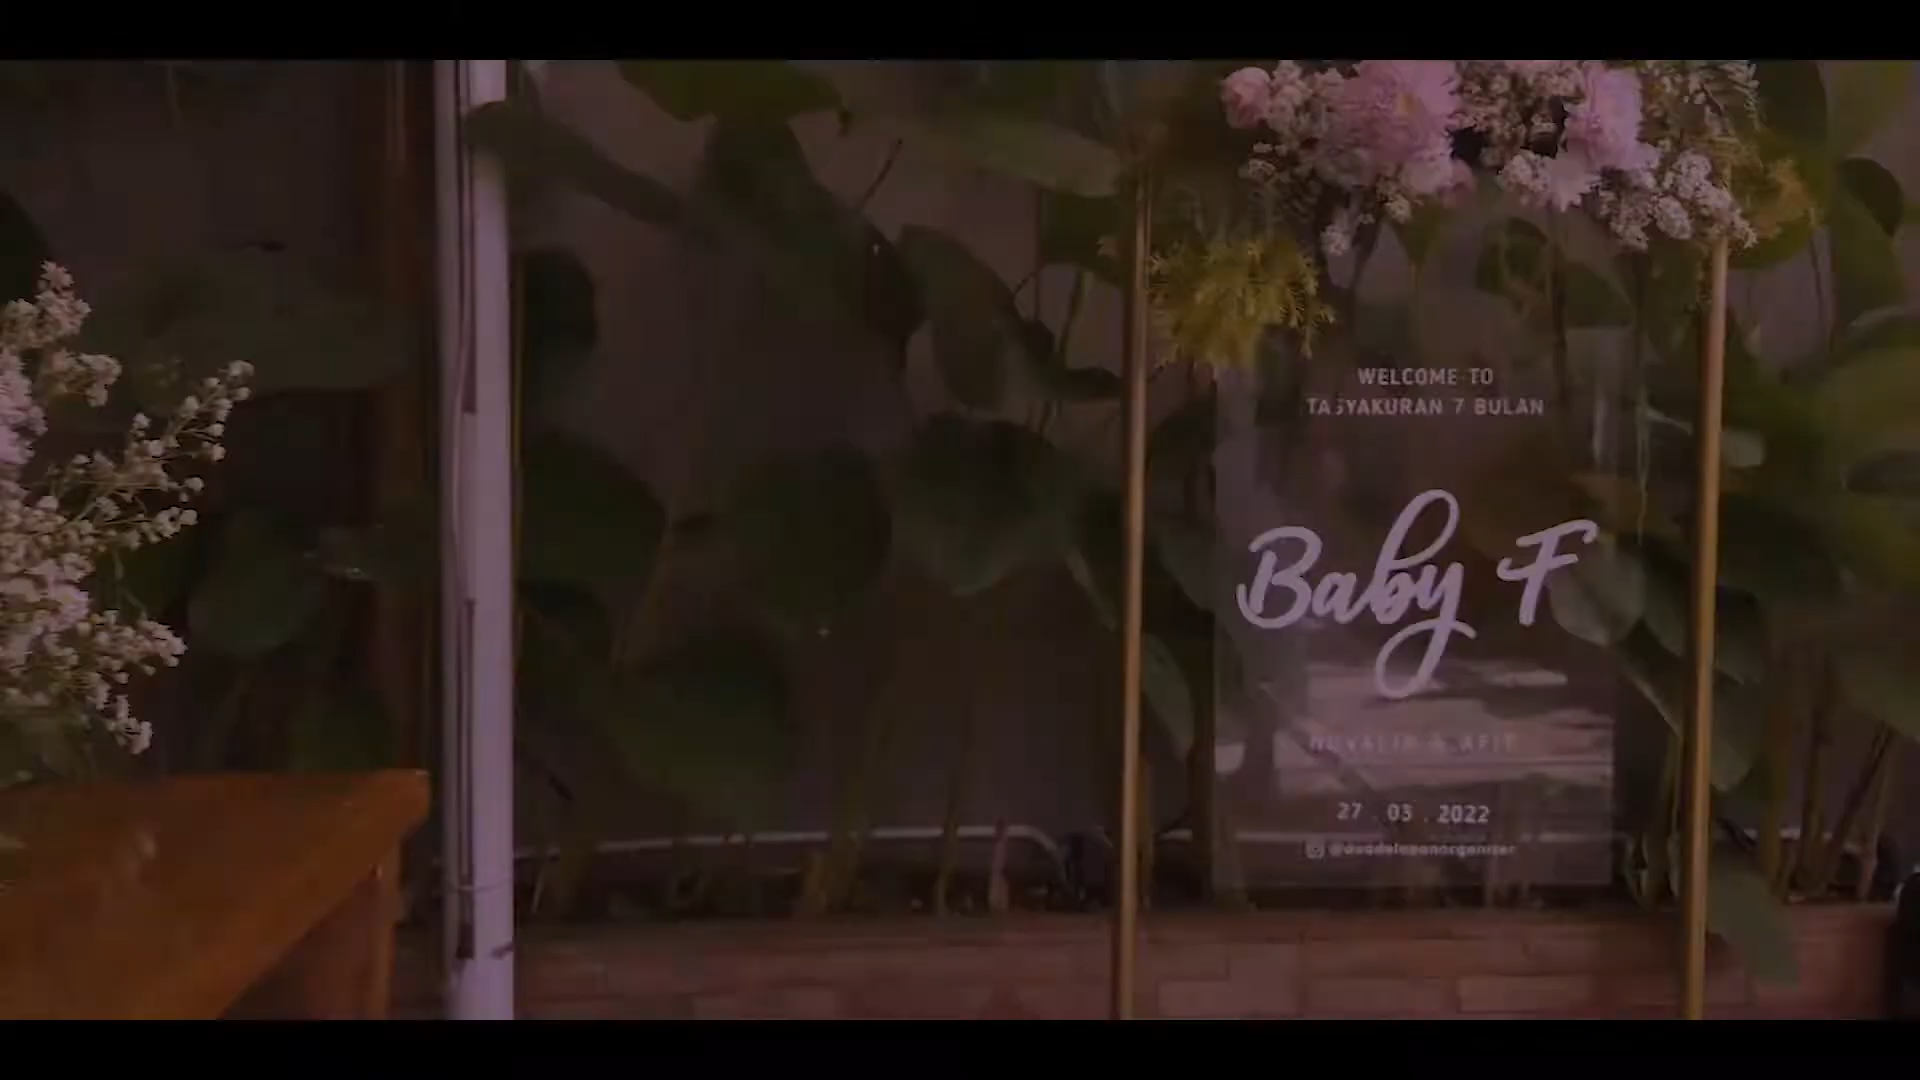 WELCOME TO
TASYAKURAN 7 BULAN
Baby F
27 . 03 . 2022